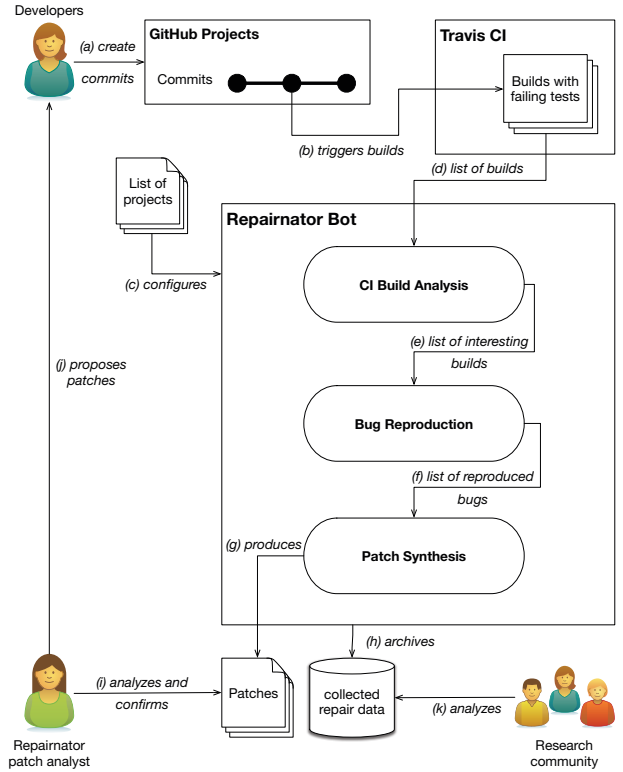 Developers
(a) create
commits
GitHub Projects
Commits
Travis CI
Builds with
failing tests
(b) triggers builds
(d) list of builds
List of
projects
(c) configures
Repairnator Bot
CI Build Analysis
(e) list of interesting
builds
(j) proposes
patches
Bug Reproduction
(f) list of reproduced
bugs
(g) produces
Patch Synthesis
(h) archives
(i) analyzes and
confirms
Patches
collected
repair data
(k) analyzes
Repairnator
patch analyst
Research
community